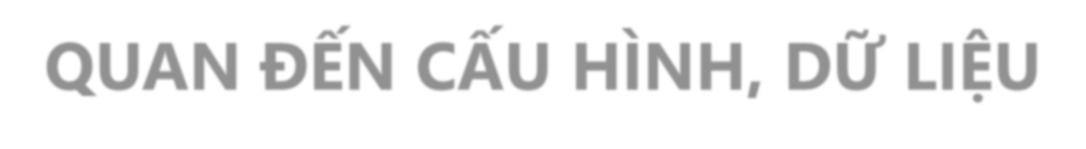 QUAN ĐẾN CẤU HÌNH, DỮ LIỆU